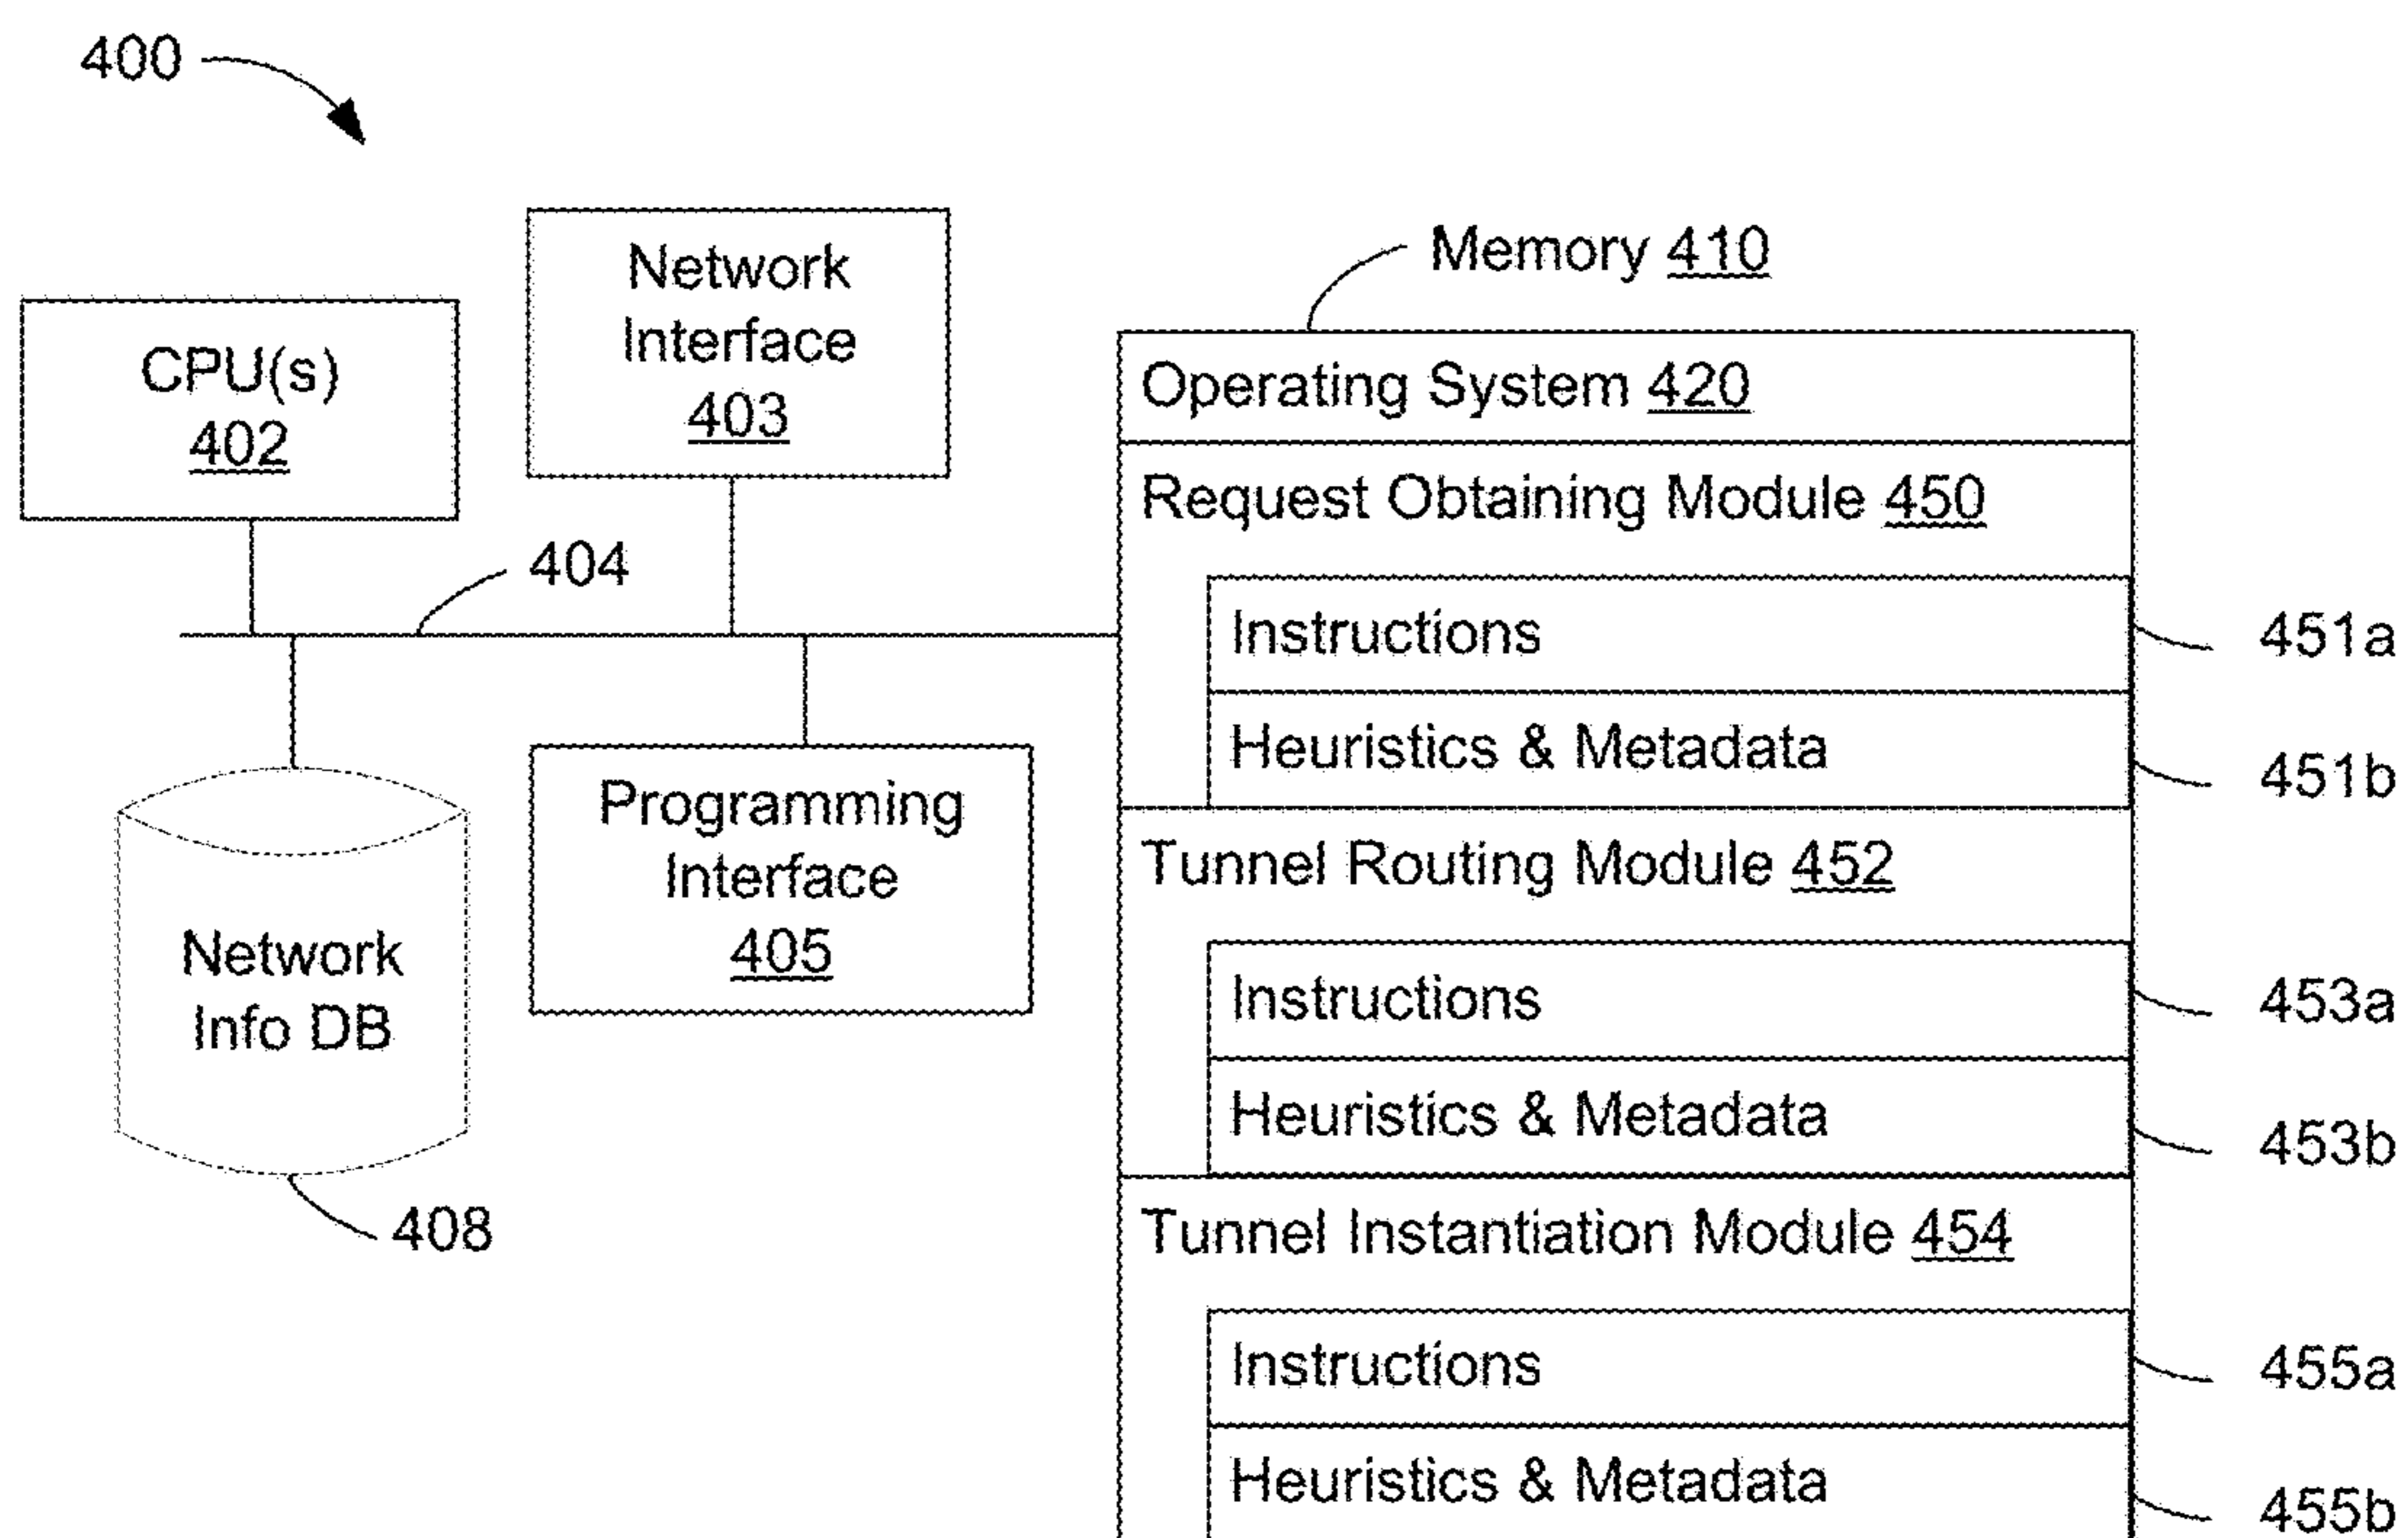 400
Network
Interface
403
CPU(s)
402
404
Programming
Interface
405
Network
Info DB
408
Memory 410
Operating System 420
Request Obtaining Module 450
Instructions
451a
Heuristics & Metadata
451b
Tunnel Routing Module 452
Instructions
453a
Heuristics & Metadata
453b
Tunnel Instantiation Module 454
Instructions
455a
Heuristics & Metadata
455b